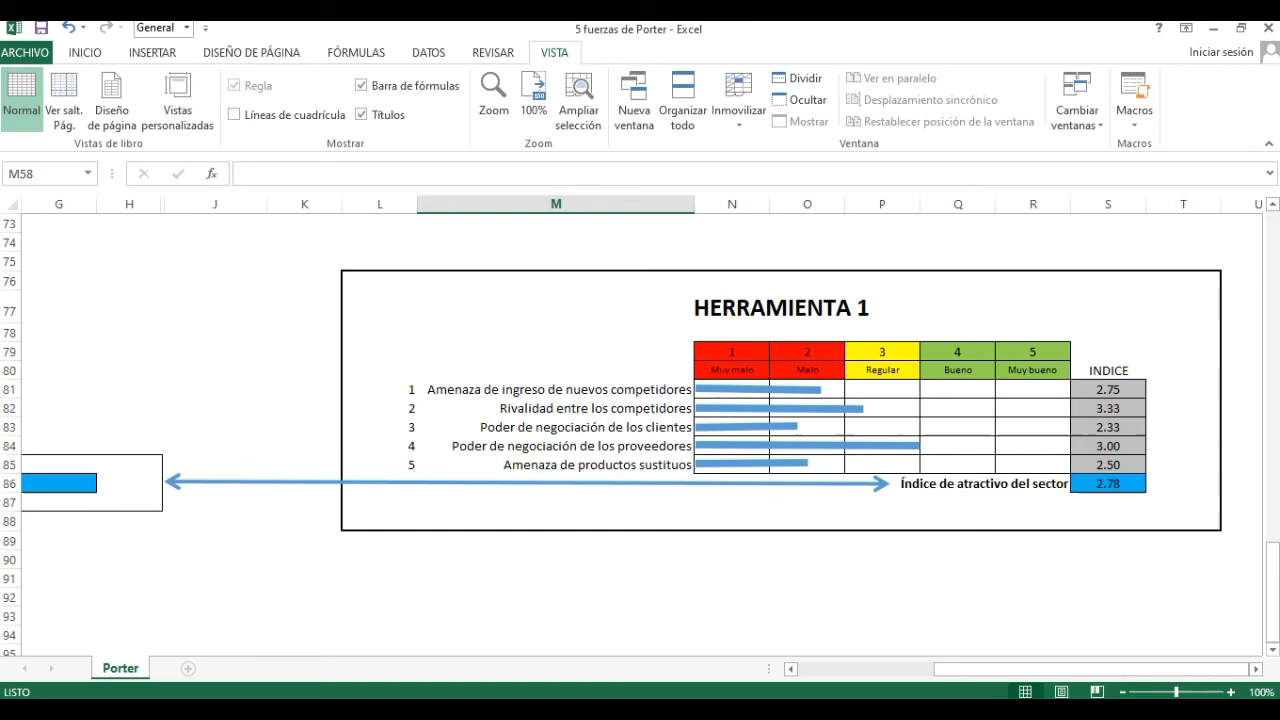 General
5 fuerzas de Porter - Excel
?
ARCHIVO INICIO INSERTAR DISEÑO DE PÁGINA FÓRMULAS DATOS REVISAR VISTA Iniciar sesión
Normal
Ver salt. Pág.
Diseño de página
Vistas personalizadas
Vistas de libro
Regla
Barra de fórmulas
Líneas de cuadrícula
Títulos
Mostrar
Zoom
100%
Ampliar selección
Zoom
Nueva ventana
Organizar todo
Inmovilizar
Dividir
Ocultar
Mostrar
Ver en paralelo
Desplazamiento sincrónico
Restablecer posición de la ventana
Ventana
Cambiar ventanas
Macros
Macros
M58
fx
G H J K L M N O P Q R S T U
73
74
75
76
77 HERRAMIENTA 1
78
79 1 2 3 4 5
80 Muy malo Malo Regular Bueno Muy bueno INDICE
81 1 Amenaza de ingreso de nuevos competidores 2.75
82 2 Rivalidad entre los competidores 3.33
83 3 Poder de negociación de los clientes 2.33
84 4 Poder de negociación de los proveedores 3.00
85 5 Amenaza de productos sustituos 2.50
86 Índice de atractivo del sector 2.78
87
88
89
90
91
92
93
94
95
Porter
LISTO
100%